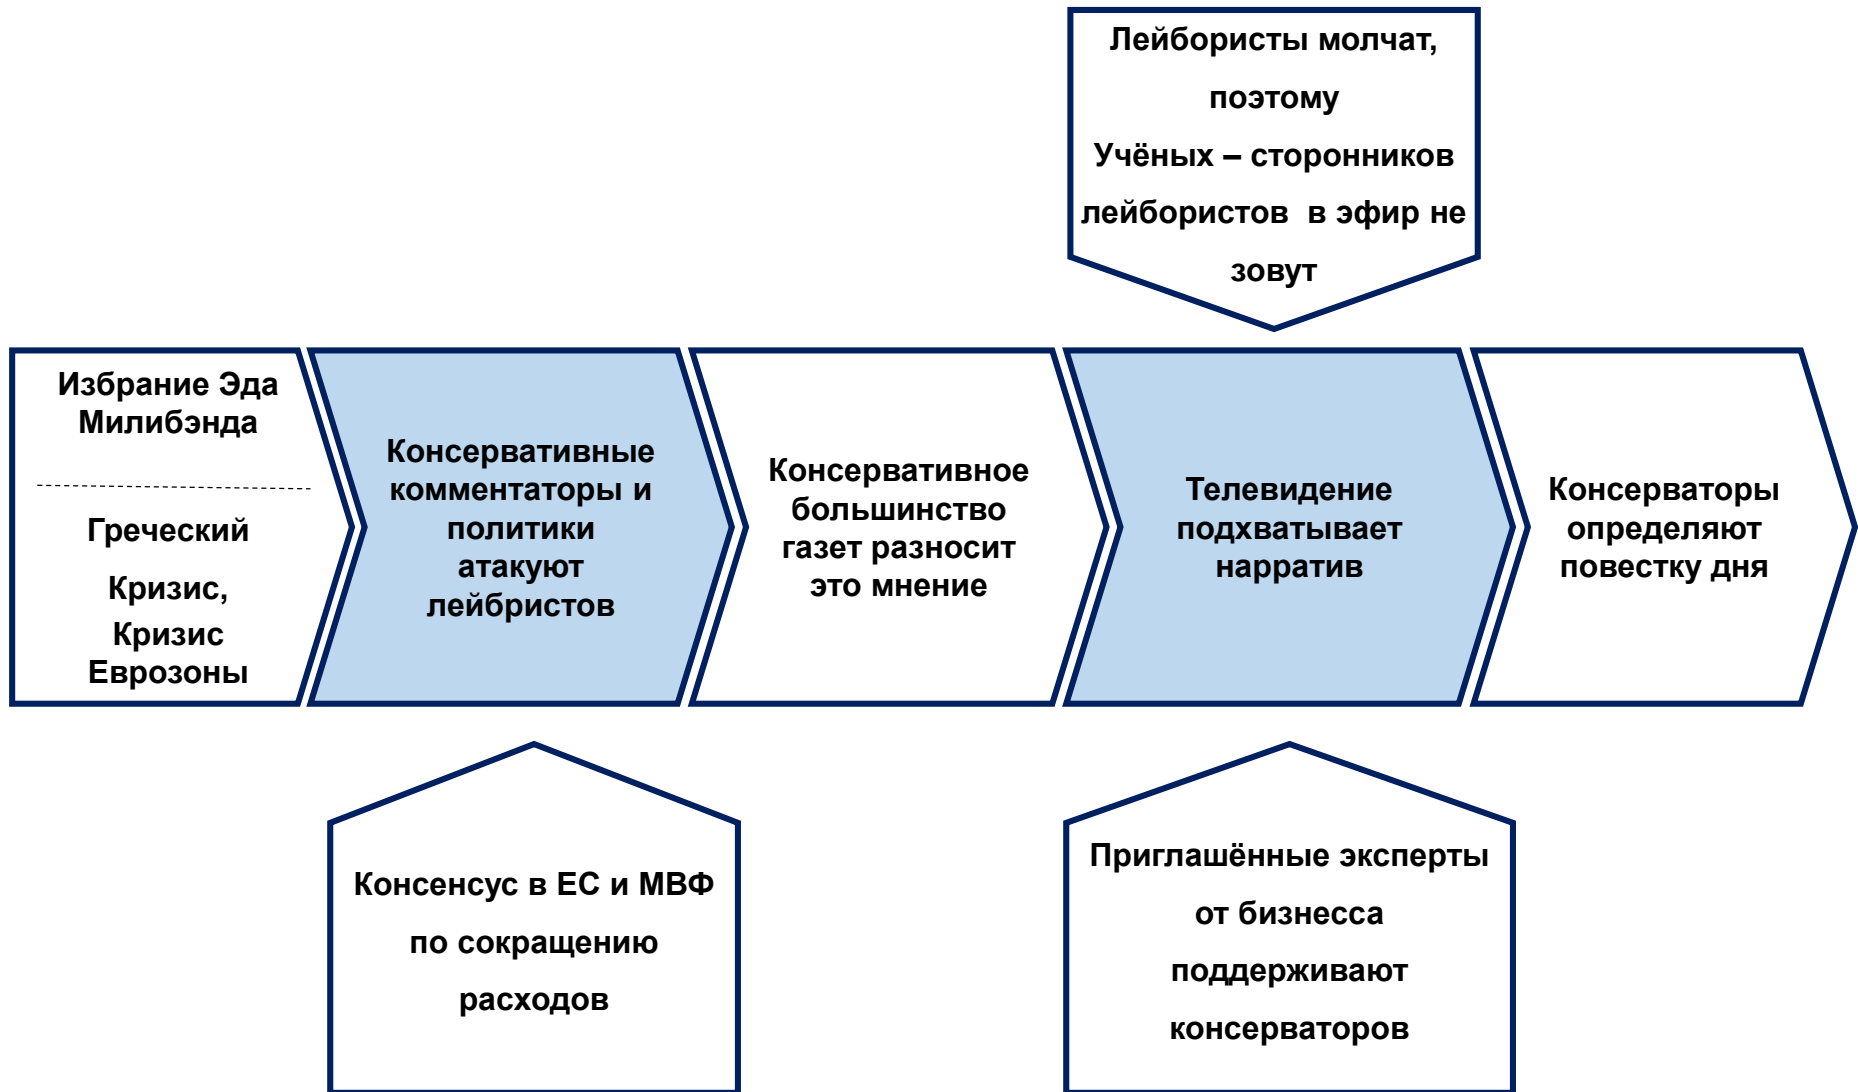 Лейбористы молчат,
поэтому
Учёных – сторонников
лейбористов в эфир не
зовут
Избрание Эда
Милибэнда
Греческий
Кризис,
Кризис
Еврозоны
Консервативные
комментаторы и
политики
атакуют
лейбристов
Консервативное
большинство
газет разносит
это мнение
Телевидение
подхватывает
нарратив
Консерваторы
определяют
повестку дня
Консенсус в ЕС и МВФ
по сокращению
расходов
Приглашённые эксперты
от бизнесса
поддерживают
консерваторов